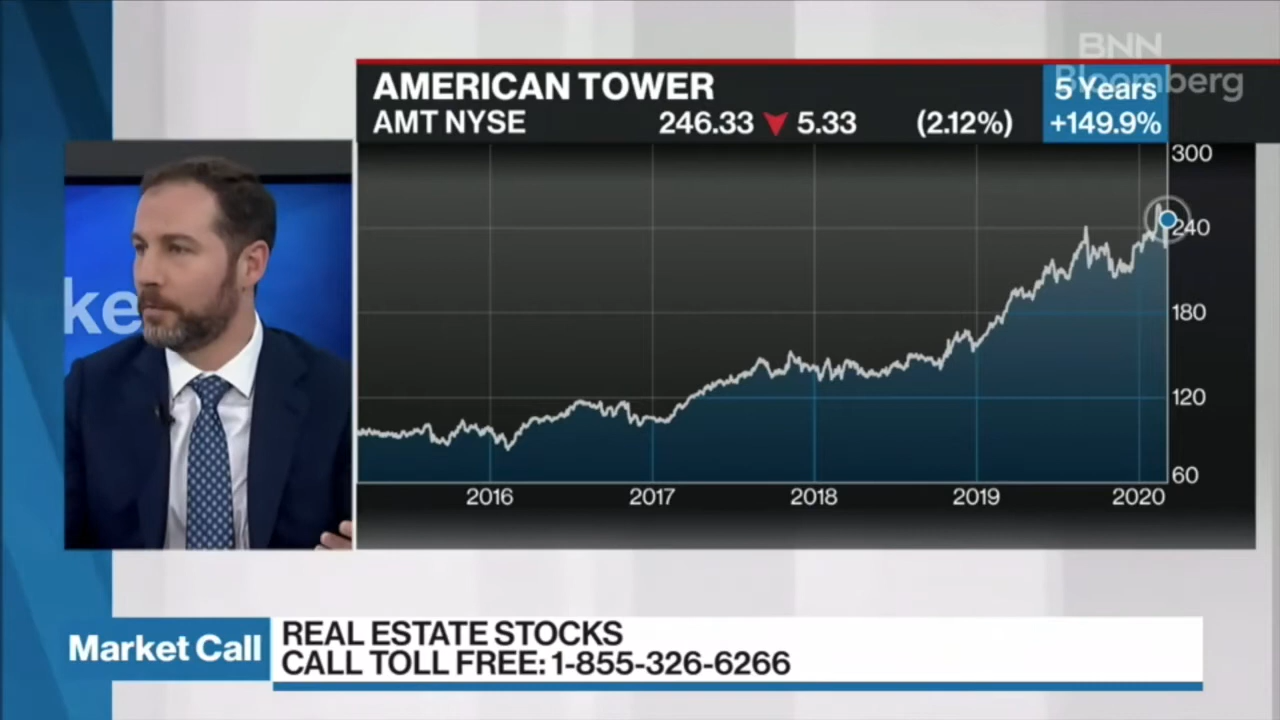 BNN
Bloomberg
AMERICAN TOWER
AMT NYSE 246.33 ▼ 5.33 (2.12%)
5 Years
+149.9%
300
240
180
120
60
2016 2017 2018 2019 2020
ke
Market Call
REAL ESTATE STOCKS
CALL TOLL FREE: 1-855-326-6266